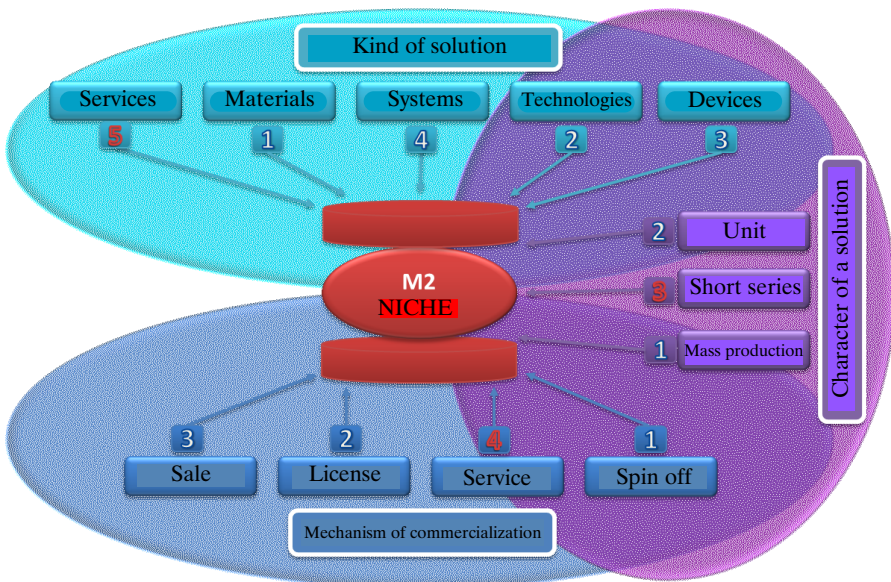 Kind of solution
Services
Materials
Systems
Technologies
Devices
5
1
4
2
3
M2
NICHE
2
Unit
3
Short series
1
Mass production
Character of a solution
3
2
4
1
Sale
License
Service
Spin off
Mechanism of commercialization